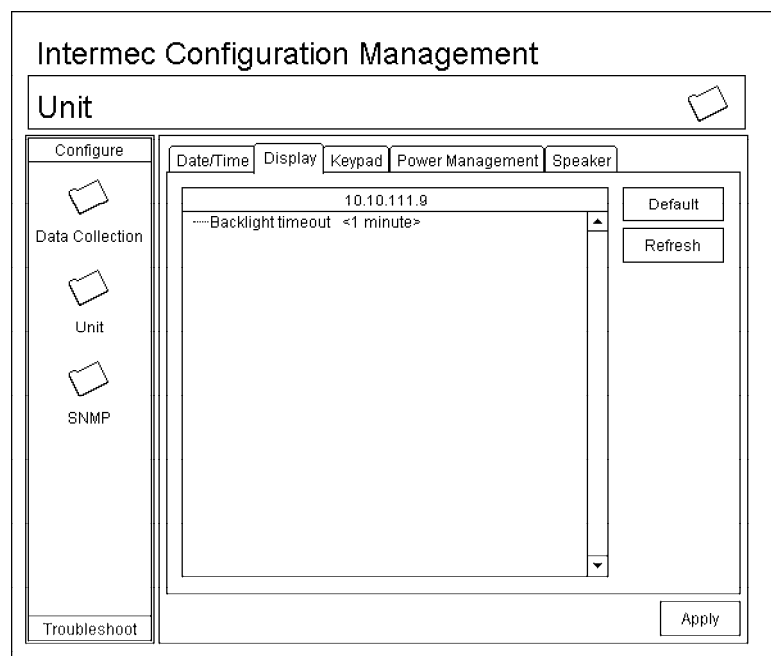 Intermec Configuration Management
Unit
Configure
Data Collection
Unit
SNMP
Troubleshoot
Date/Time Display Keypad Power Management Speaker
10.10.111.9
Backlight timeout <1 minute>
Default
Refresh
Apply